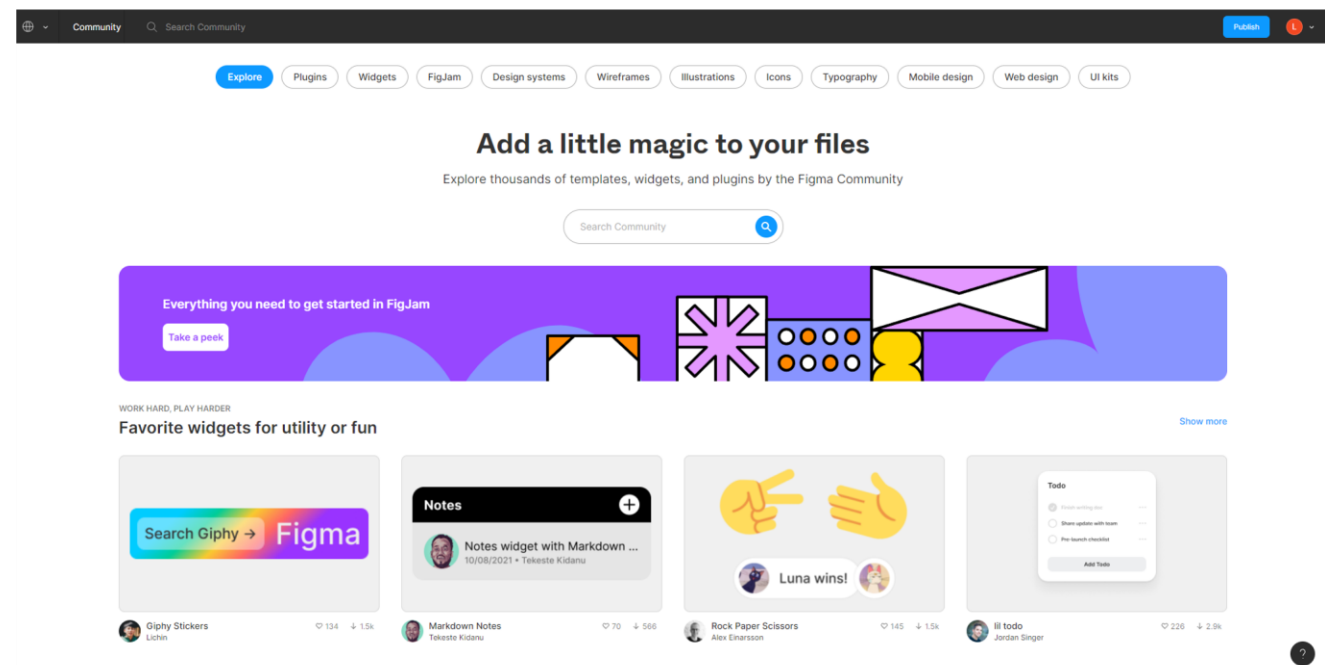 Community
Search Community
Publish
L
Explore
Plugins
Widgets
FigJam
Design systems
Wireframes
Illustrations
Icons
Typography
Mobile design
Web design
UI kits
Add a little magic to your files
Explore thousands of templates, widgets, and plugins by the Figma Community
Search Community
Everything you need to get started in FigJam
Take a peek
WORK HARD, PLAY HARDER
Favorite widgets for utility or fun
Show more
Search Giphy → Figma
Notes
Notes widget with Markdown ...
10/08/2021 • Tekeste Kidanu
Luna wins!
Todo
Finish writing doc
Share update with team
Pre-launch checklist
Add Todo
Giphy Stickers
134
1.5k
Lichin
Markdown Notes
70
566
Tekeste Kidanu
Rock Paper Scissors
145
1.5k
Alex Einarsson
lil todo
226
2.9k
Jordan Singer
?